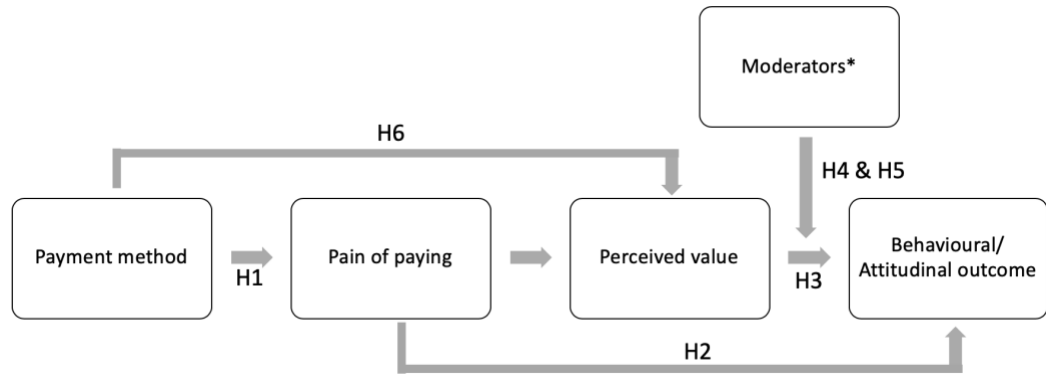 Moderators*
H6
H4 & H5
Payment method
H1
Pain of paying
Perceived value
H3
Behavioural/
Attitudinal outcome
H2